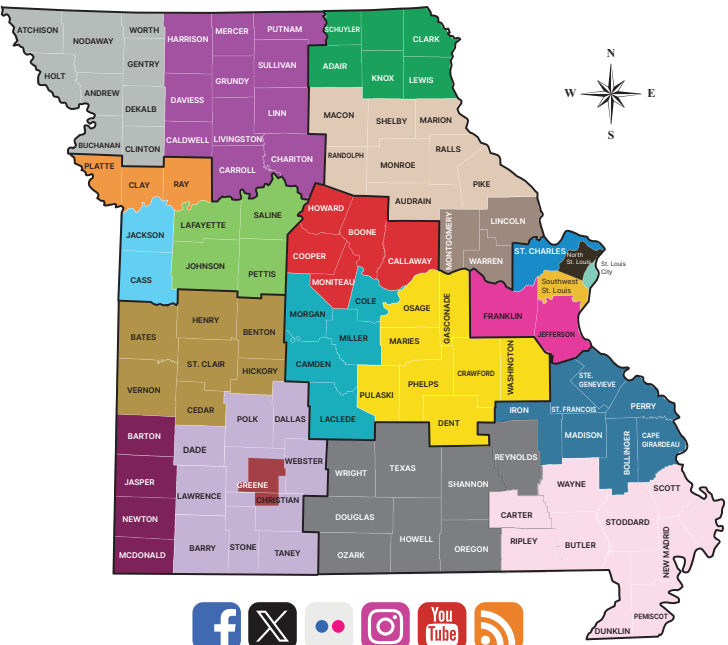 ATCHISON
NODAWAY
WORTH
HARRISON
MERCER
PUTNAM
SCHUYLER
CLARK
HOLT
GENTRY
GRUNDY
SULLIVAN
ADAIR
KNOX
LEWIS
N
W
E
S
ANDREW
DEKALB
DAVIESS
LINN
MACON
SHELBY
MARION
BUCHANAN
CLINTON
CALDWELL
LIVINGSTON
CHARITON
RANDOLPH
MONROE
RALLS
PLATTE
CLAY
RAY
CARROLL
PIKE
AUDRAIN
JACKSON
LAFAYETTE
SALINE
HOWARD
BOONE
MONTGOMERY
LINCOLN
CASS
JOHNSON
PETTIS
COOPER
MONITEAU
CALLAWAY
WARREN
ST. CHARLES
North
St. Louis
St. Louis
City
Southwest
St. Louis
BATES
HENRY
BENTON
MORGAN
COLE
MILLER
OSAGE
GASCONADE
FRANKLIN
JEFFERSON
MARIES
VERNON
ST. CLAIR
HICKORY
CAMDEN
PULASKI
PHELPS
CRAWFORD
WASHINGTON
STE.
GENEVIEVE
CEDAR
POLK
DALLAS
LACLEDE
DENT
IRON
ST. FRANCOIS
PERRY
BARTON
DADE
WEBSTER
WRIGHT
TEXAS
REYNOLDS
MADISON
BOLLINGER
CAPE
GIRARDEAU
JASPER
LAWRENCE
GREENE
CHRISTIAN
SHANNON
WAYNE
SCOTT
NEWTON
DOUGLAS
CARTER
STODDARD
MCDONALD
BARRY
STONE
TANEY
OZARK
HOWELL
OREGON
RIPLEY
BUTLER
NEW MADRID
PEMISCOT
DUNKLIN
f
X
You
Tube